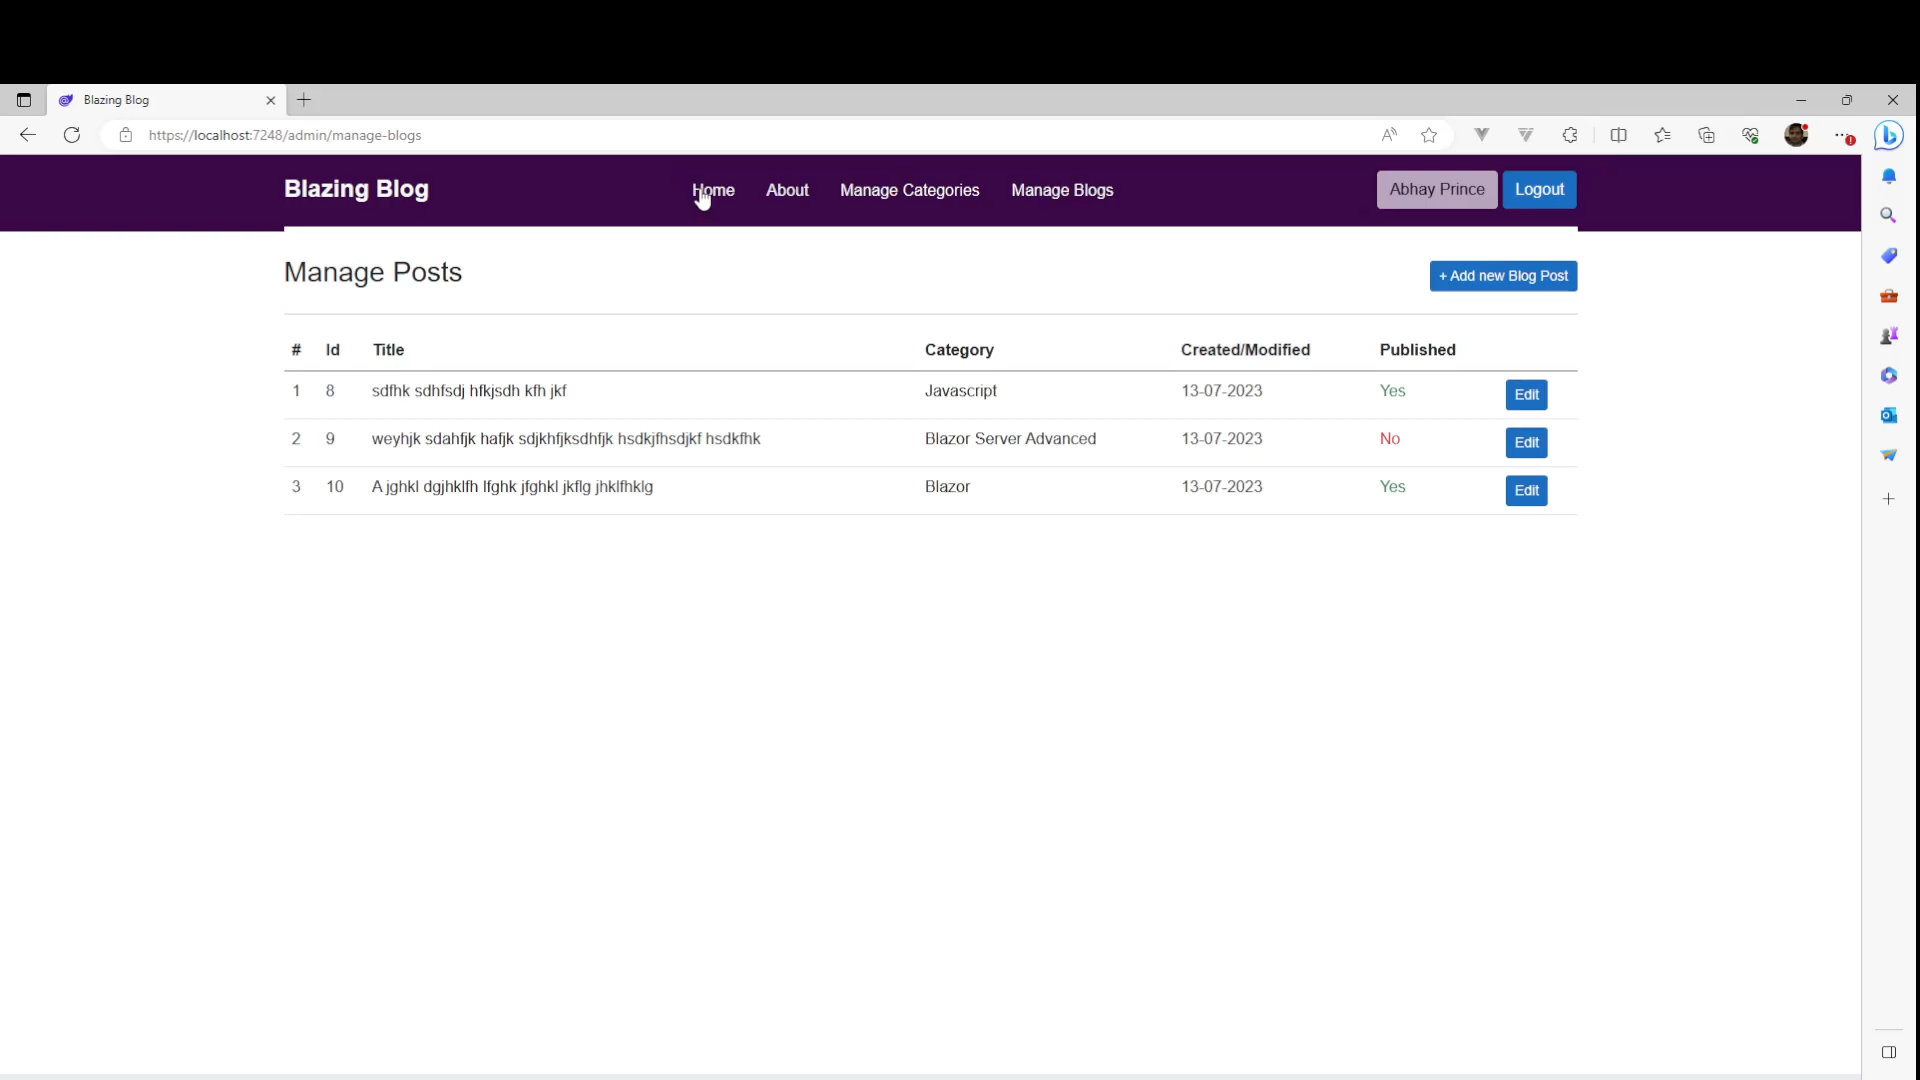 Blazing Blog
https://localhost:7248/admin/manage-blogs
Blazing Blog Home About Manage Categories Manage Blogs Abhay Prince Logout
Manage Posts + Add new Blog Post
# Id Title Category Created/Modified Published
1 8 sdfhk sdhfsdj hfkjsdh kfh jkf Javascript 13-07-2023 Yes Edit
2 9 weyhjk sdahfjk hafjk sdjkhfjksdhfjk hsdkjfhsdjkf hsdkfhk Blazor Server Advanced 13-07-2023 No Edit
3 10 A jghkl dgjhklfh lfghk jfghkl jkflg jhklfhklg Blazor 13-07-2023 Yes Edit